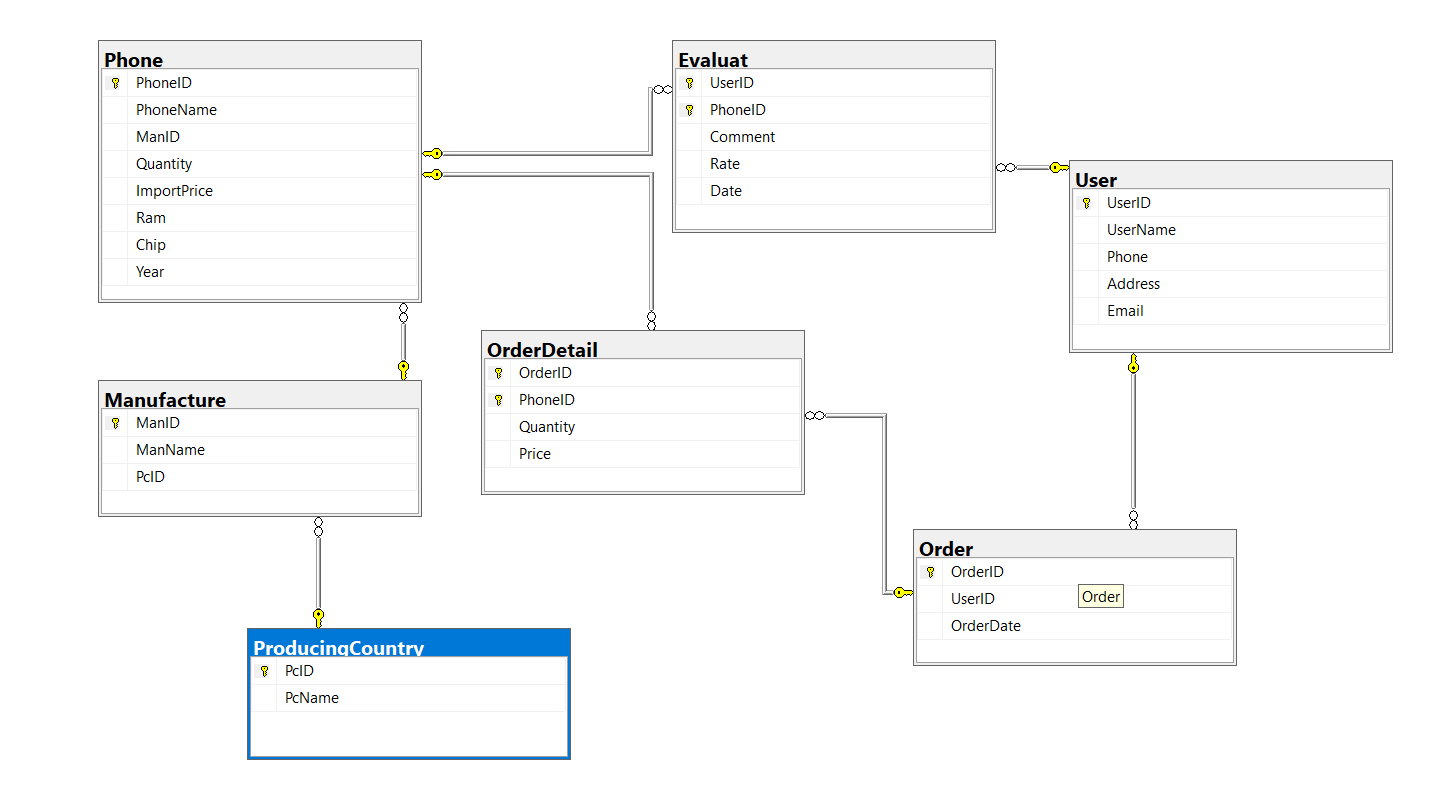 Phone
PhoneID
PhoneName
ManID
Quantity
ImportPrice
Ram
Chip
Year
Evaluat
UserID
PhoneID
Comment
Rate
Date
User
UserID
UserName
Phone
Address
Email
OrderDetail
OrderID
PhoneID
Quantity
Price
Manufacture
ManID
ManName
PcID
Order
OrderID
UserID
OrderDate
Order
ProducingCountry
PcID
PcName